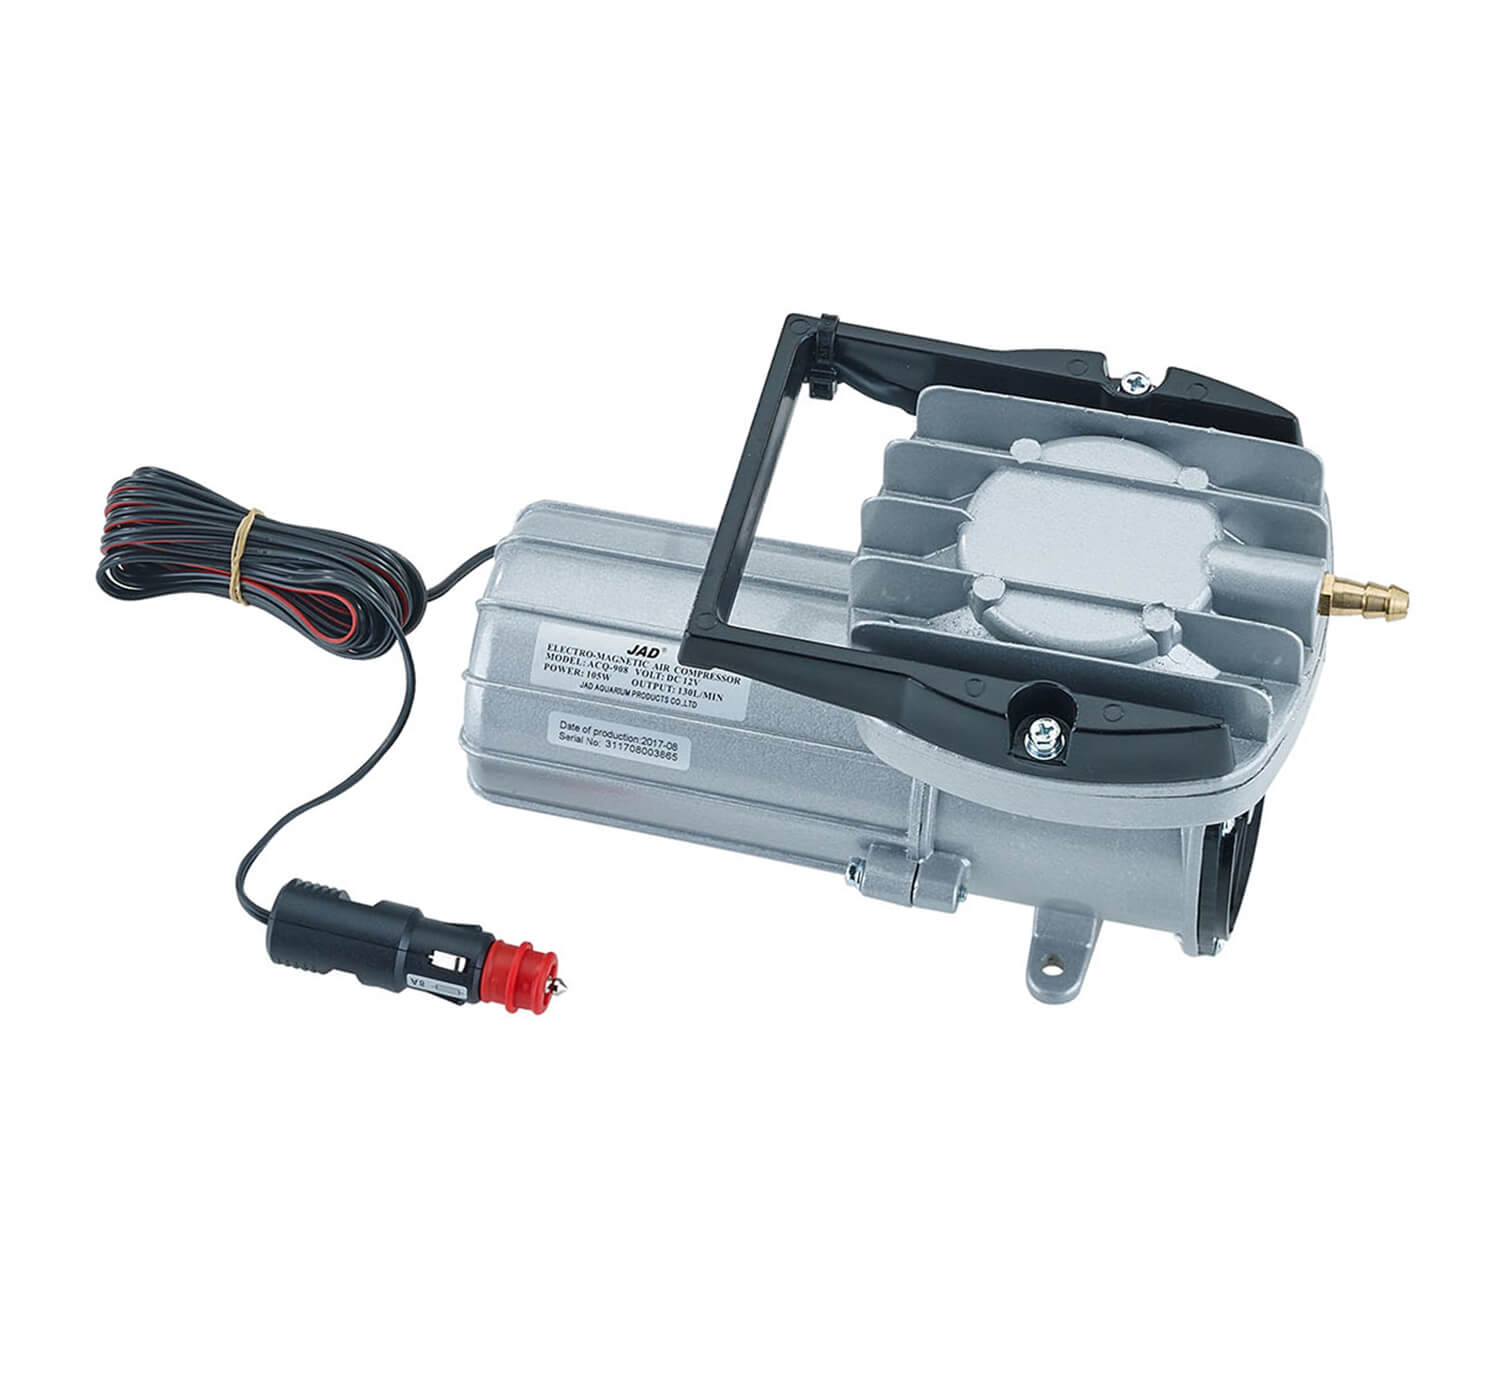 JAD®
ELECTRO-MAGNETIC AIR COMPRESSOR
MODEL: ACQ-908 VOLT: DC 12V
POWER: 105W OUTPUT: 130L/MIN
JAD AQUARIUM PRODUCTS CO.,LTD
Date of production:2017-08
Serial No: 311708003865
8A